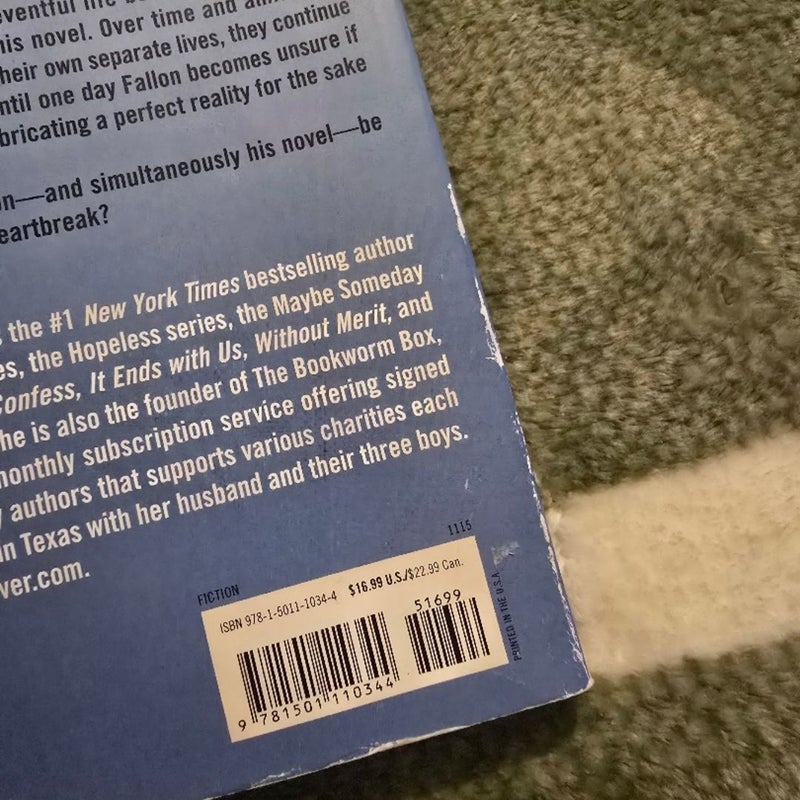 eventful life
his novel. Over time and
their own separate lives, they continue
until one day Fallon becomes unsure if
bricating a perfect reality for the sake
n—and simultaneously his novel—be
eartbreak?
the #1 New York Times bestselling author
es, the Hopeless series, the Maybe Someday
Confess, It Ends with Us, Without Merit, and
he is also the founder of The Bookworm Box,
monthly subscription service offering signed
authors that supports various charities each
in Texas with her husband and their three boys.
ver.com.
1115
FICTION
ISBN 978-1-5011-1034-4 $16.99 U.S./$22.99 Can.
51699
9 781501 110344
PRINTED IN THE U.S.A.